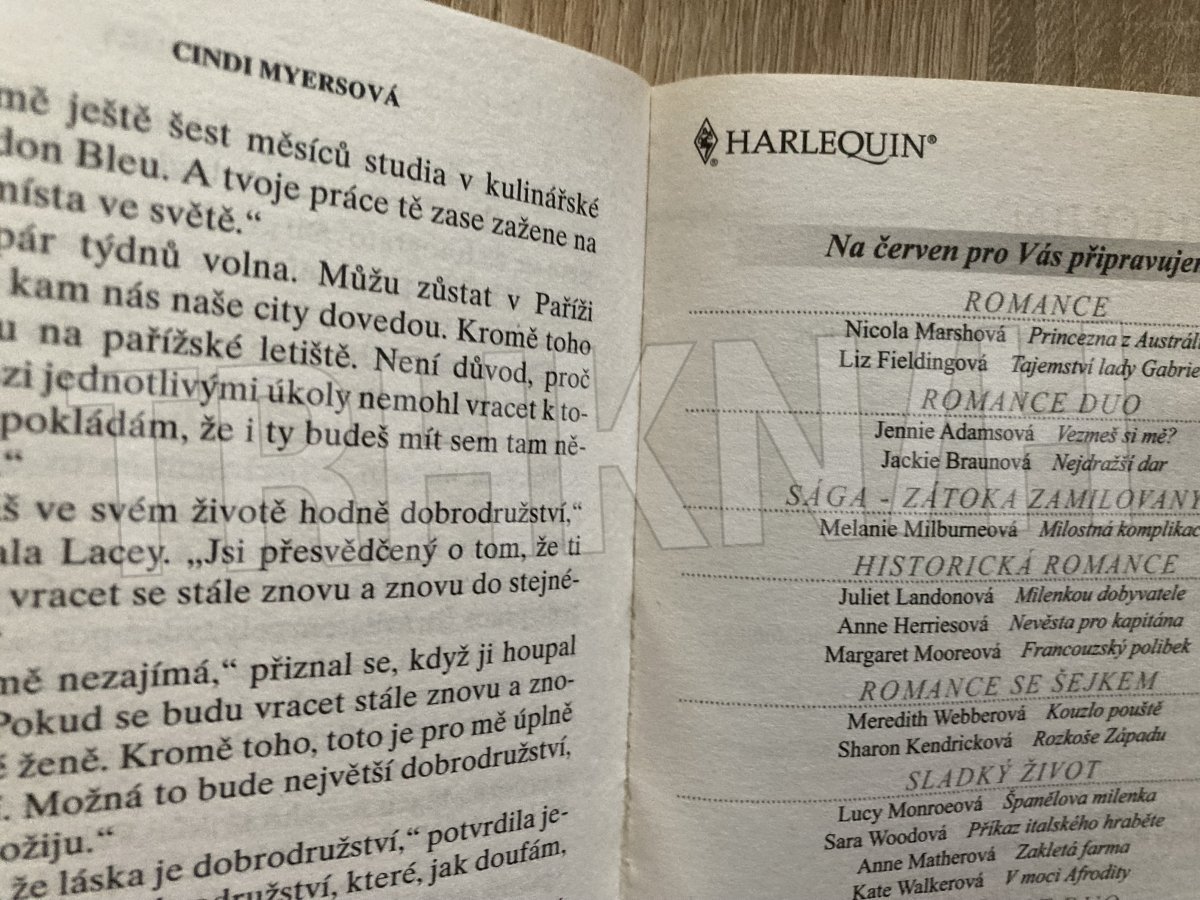 CINDI MYERSOVÁ
mě ještě šest měsíců studia v kulinářské
don Bleu. A tvoje práce tě zase zažene na
místa ve světě.“
pár týdnů volna. Můžu zůstat v Paříži
kam nás naše city dovedou. Kromě toho
u na pařížské letiště. Není důvod, proč
zi jednotlivými úkoly nemohl vracet k to-
pokládám, že i ty budeš mít sem tam ně-
“
š ve svém životě hodně dobrodružství,“
ala Lacey. „Jsi přesvědčený o tom, že ti
vracet se stále znovu a znovu do stejné-
mě nezajímá,“ přiznal se, když ji houpal
Pokud se budu vracet stále znovu a zno-
é ženě. Kromě toho, toto je pro mě úplně
. Možná to bude největší dobrodružství,
ožiju.“
že láska je dobrodružství,“ potvrdila je-
družství, které, jak doufám,
HARLEQUIN®
Na červen pro Vás připravujem
ROMANCE
Nicola Marshová Princezna z Austráli
Liz Fieldingová Tajemství lady Gabrie
ROMANCE DUO
Jennie Adamsová Vezmeš si mě?
Jackie Braunová Nejdražší dar
SÁGA - ZÁTOKA ZAMILOVANÝ
Melanie Milburneová Milostná komplikac
HISTORICKÁ ROMANCE
Juliet Landonová Milenkou dobyvatele
Anne Herriesová Nevěsta pro kapitána
Margaret Mooreová Francouzský polibek
ROMANCE SE ŠEJKEM
Meredith Webberová Kouzlo pouště
Sharon Kendricková Rozkoše Západu
SLADKÝ ŽIVOT
Lucy Monroeová Španělova milenka
Sara Woodová Příkaz italského hraběte
Anne Matherová Zakletá farma
Kate Walkerová V moci Afrodity
DUO
TRHKNIH